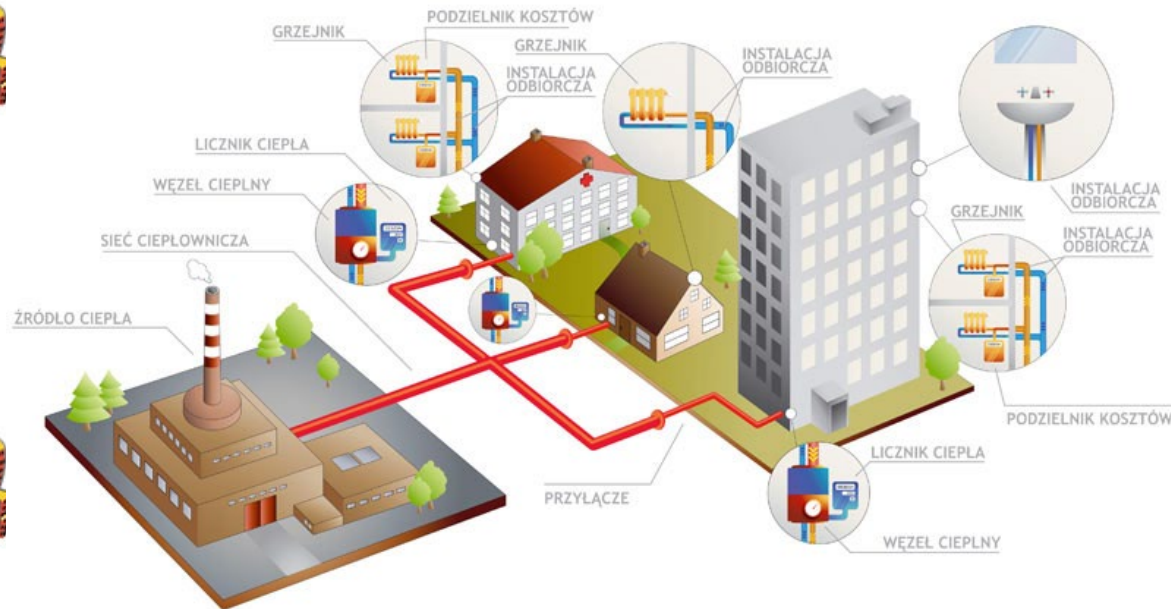 PODZIELNIK KOSZTÓW
GRZEJNIK
INSTALACJA
ODBIORCZA
GRZEJNIK
INSTALACJA
ODBIORCZA
LICZNIK CIEPŁA
WĘZEŁ CIEPLNY
SIEĆ CIEPŁOWNICZA
ŹRÓDŁO CIEPŁA
INSTALACJA
ODBIORCZA
GRZEJNIK
INSTALACJA
ODBIORCZA
PODZIELNIK KOSZTÓW
LICZNIK CIEPŁA
PRZYŁĄCZE
WĘZEŁ CIEPLNY